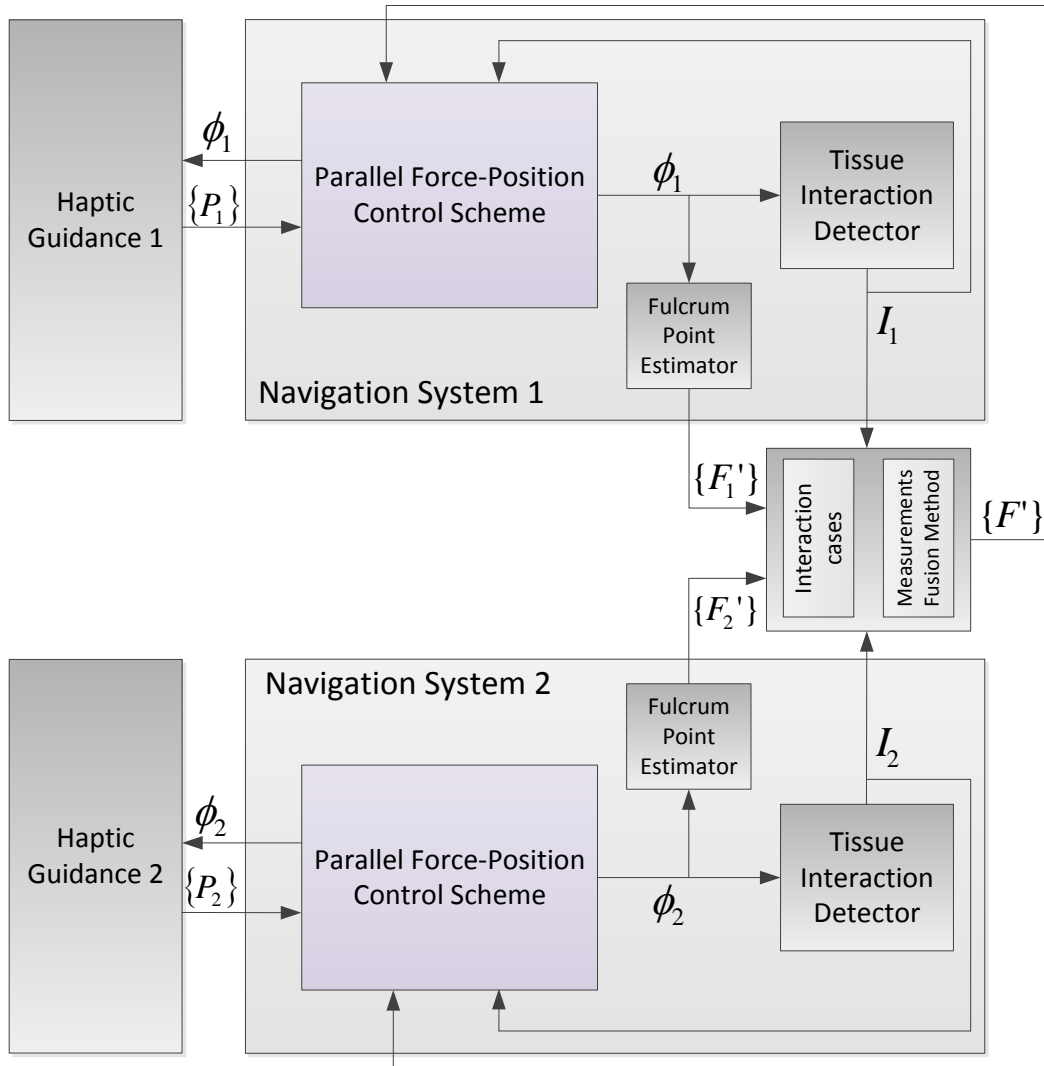 Haptic
Guidance 1
ϕ₁
{P₁}
Parallel Force-Position
Control Scheme
ϕ₁
Tissue
Interaction
Detector
Fulcrum
Point
Estimator
I₁
Navigation System 1
{F₁'}
Interaction
cases
Measurements
Fusion Method
{F'}
{F₂'}
Navigation System 2
Haptic
Guidance 2
ϕ₂
{P₂}
Parallel Force-Position
Control Scheme
Fulcrum
Point
Estimator
ϕ₂
I₂
Tissue
Interaction
Detector